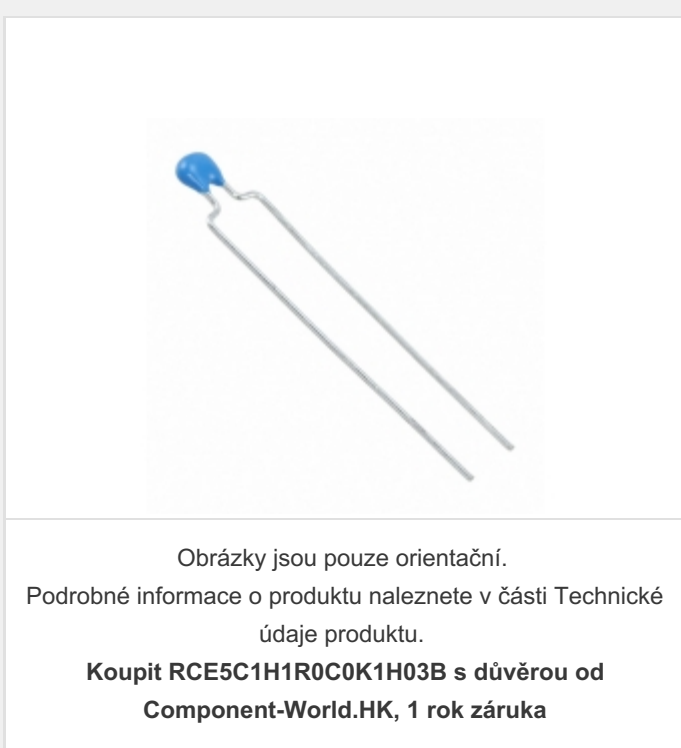 Obrázky jsou pouze orientační.
Podrobné informace o produktu naleznete v části Technické
údaje produktu.
Koupit RCE5C1H1R0C0K1H03B s důvěrou od
Component-World.HK, 1 rok záruka